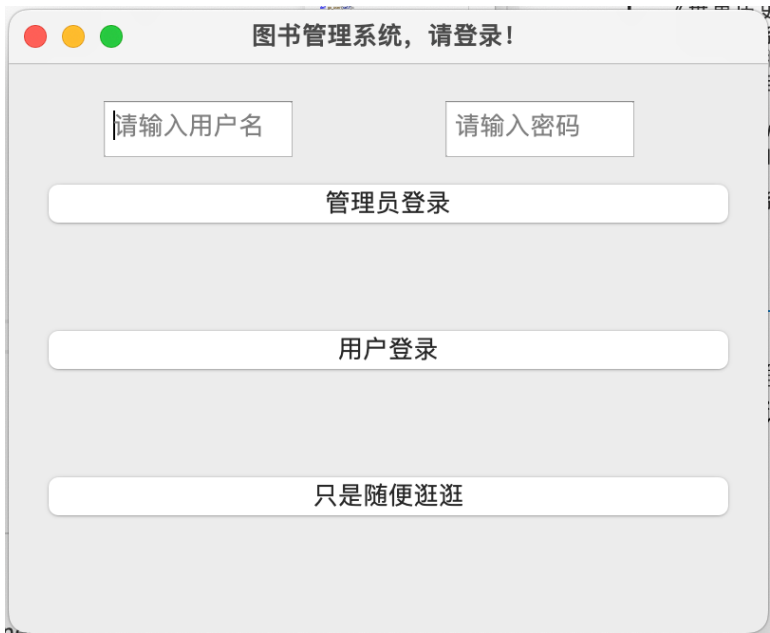 图书管理系统，请登录！
请输入用户名 请输入密码
管理员登录
用户登录
只是随便逛逛